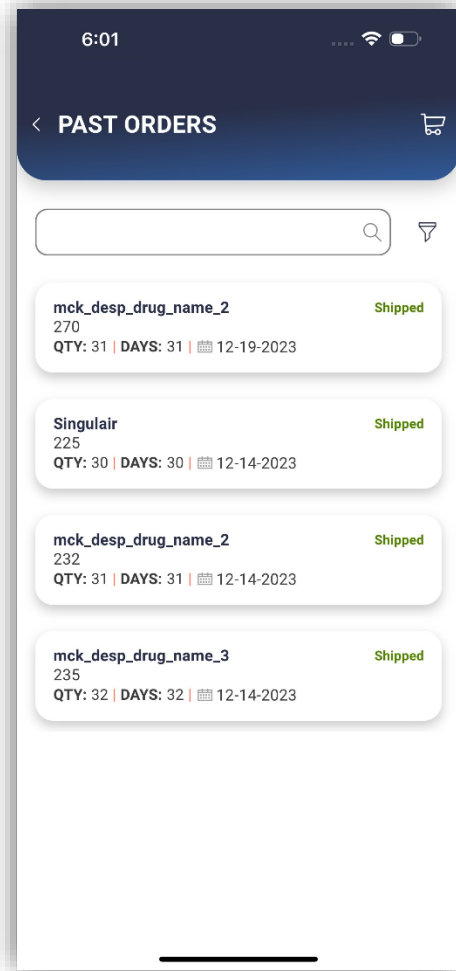 6:01
PAST ORDERS
mck_desp_drug_name_2 Shipped
270
QTY: 31 | DAYS: 31 | 12-19-2023
Singulair Shipped
225
QTY: 30 | DAYS: 30 | 12-14-2023
mck_desp_drug_name_2 Shipped
232
QTY: 31 | DAYS: 31 | 12-14-2023
mck_desp_drug_name_3 Shipped
235
QTY: 32 | DAYS: 32 | 12-14-2023